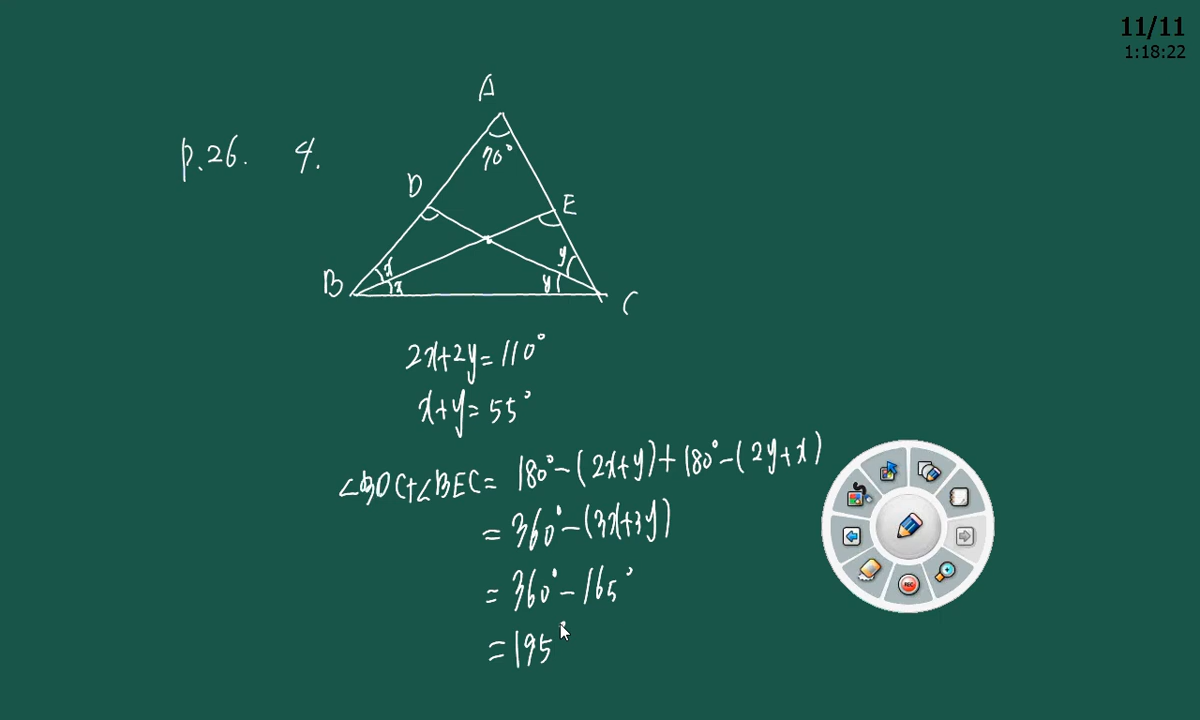 11/11
1:18:22
A
p.26. 4.
70°
D
E
B
x
x
y
y
C
2x+2y=110°
x+y=55°
∠BDC+∠BEC=180°-(2x+y)+180°-(2y+x)
=360°-(3x+3y)
=360°-165°
=195°
REC